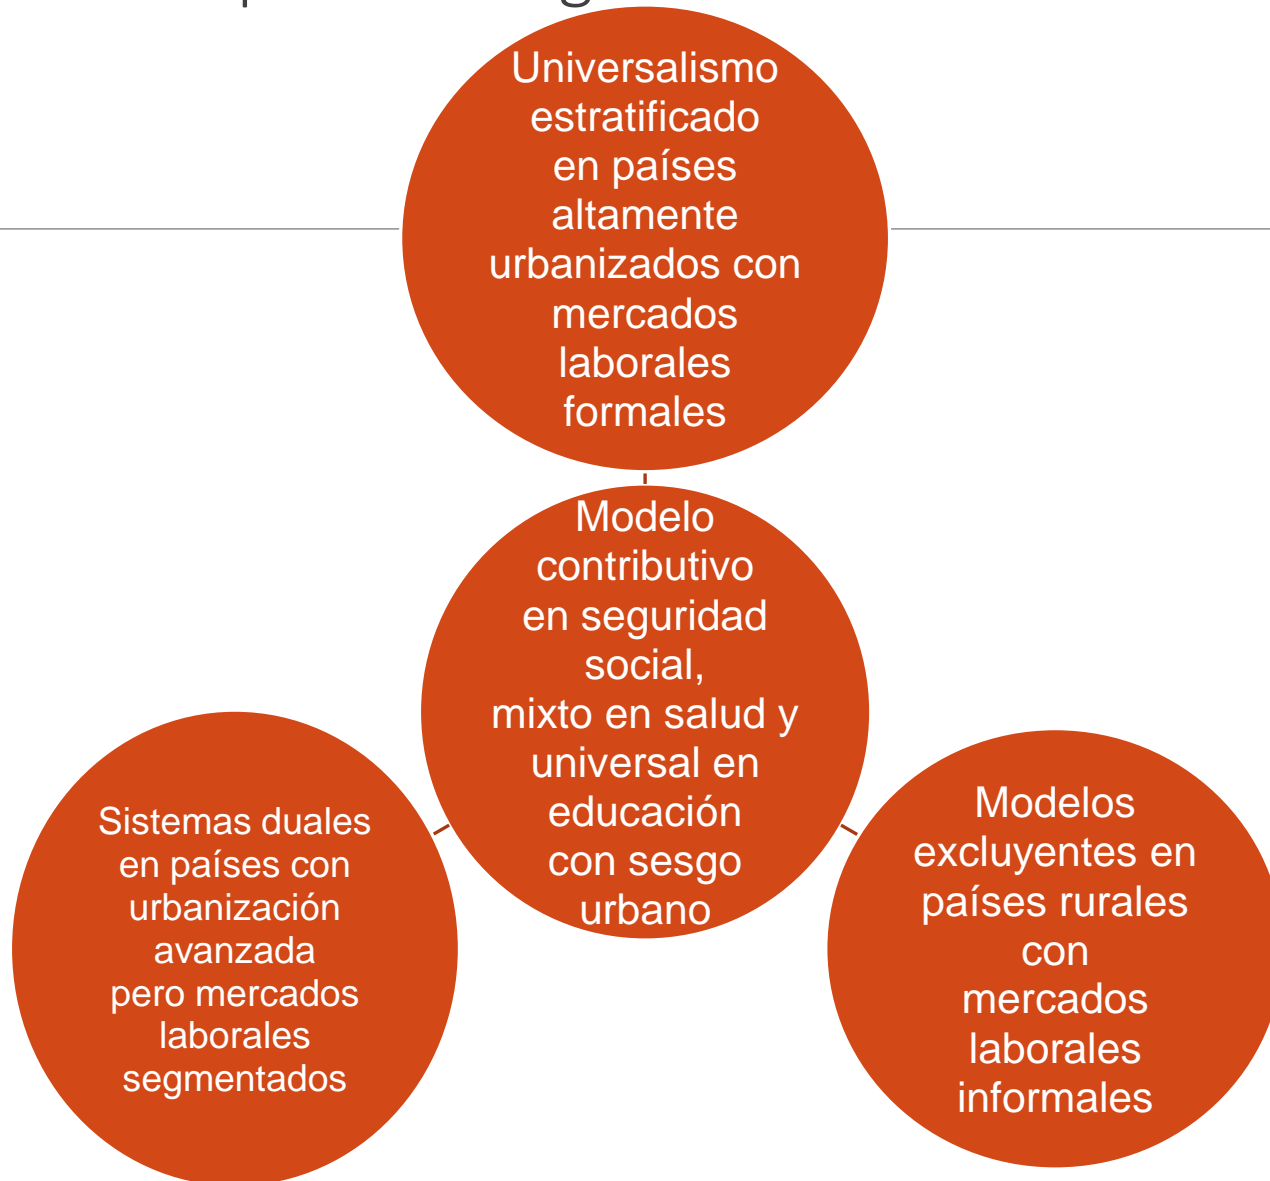 Universalismo
estratificado
en países
altamente
urbanizados con
mercados
laborales
formales
Modelo
contributivo
en seguridad
social,
mixto en salud y
universal en
educación
con sesgo
urbano
Sistemas duales
en países con
urbanización
avanzada
pero mercados
laborales
segmentados
Modelos
excluyentes en
países rurales
con
mercados
laborales
informales